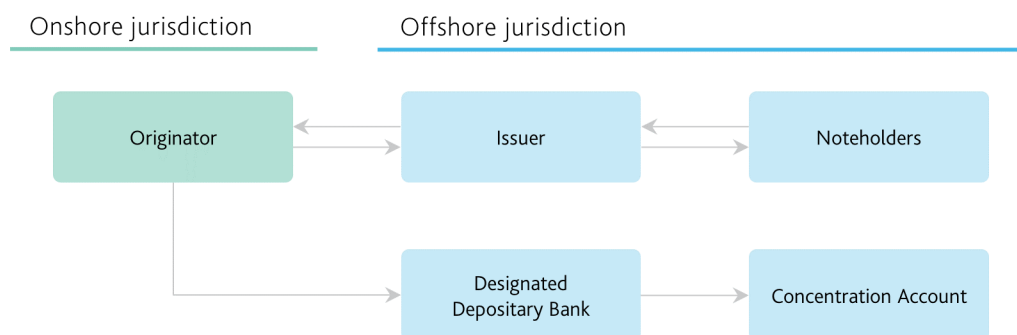 Onshore jurisdiction
Offshore jurisdiction
Originator
Issuer
Noteholders
Designated
Depositary Bank
Concentration Account